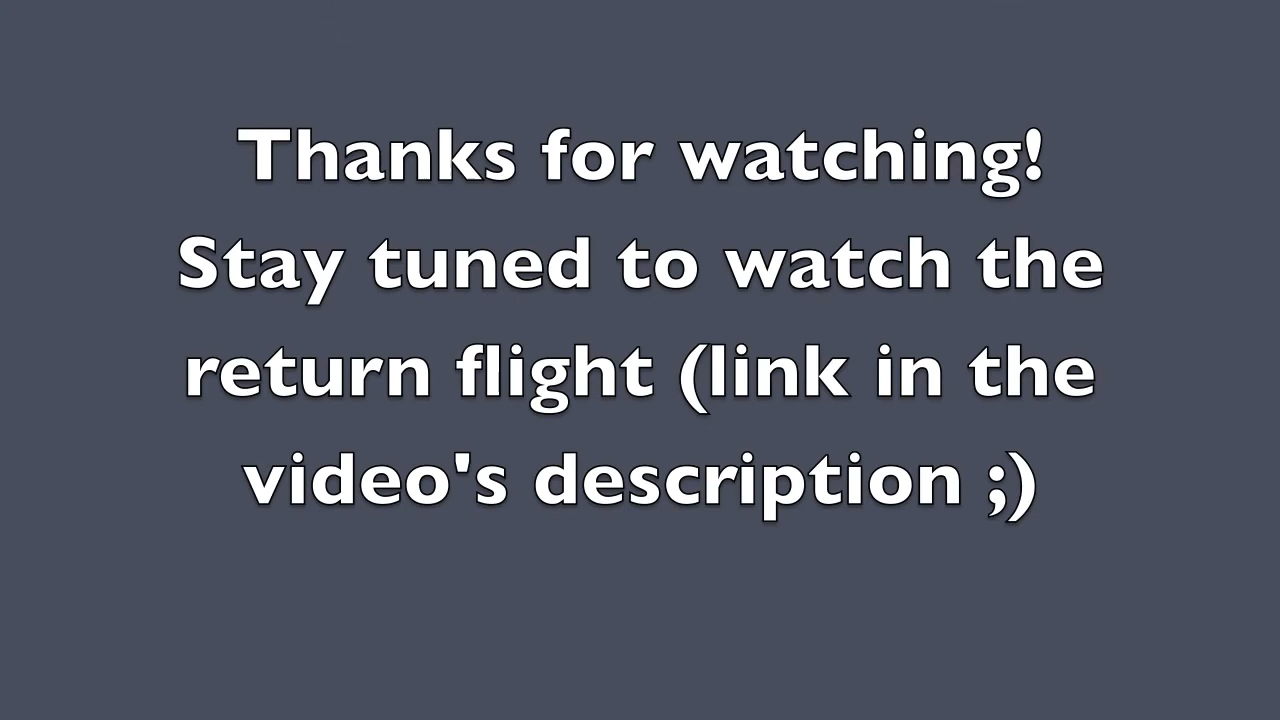 Thanks for watching!
Stay tuned to watch the
return flight (link in the
video's description ;)